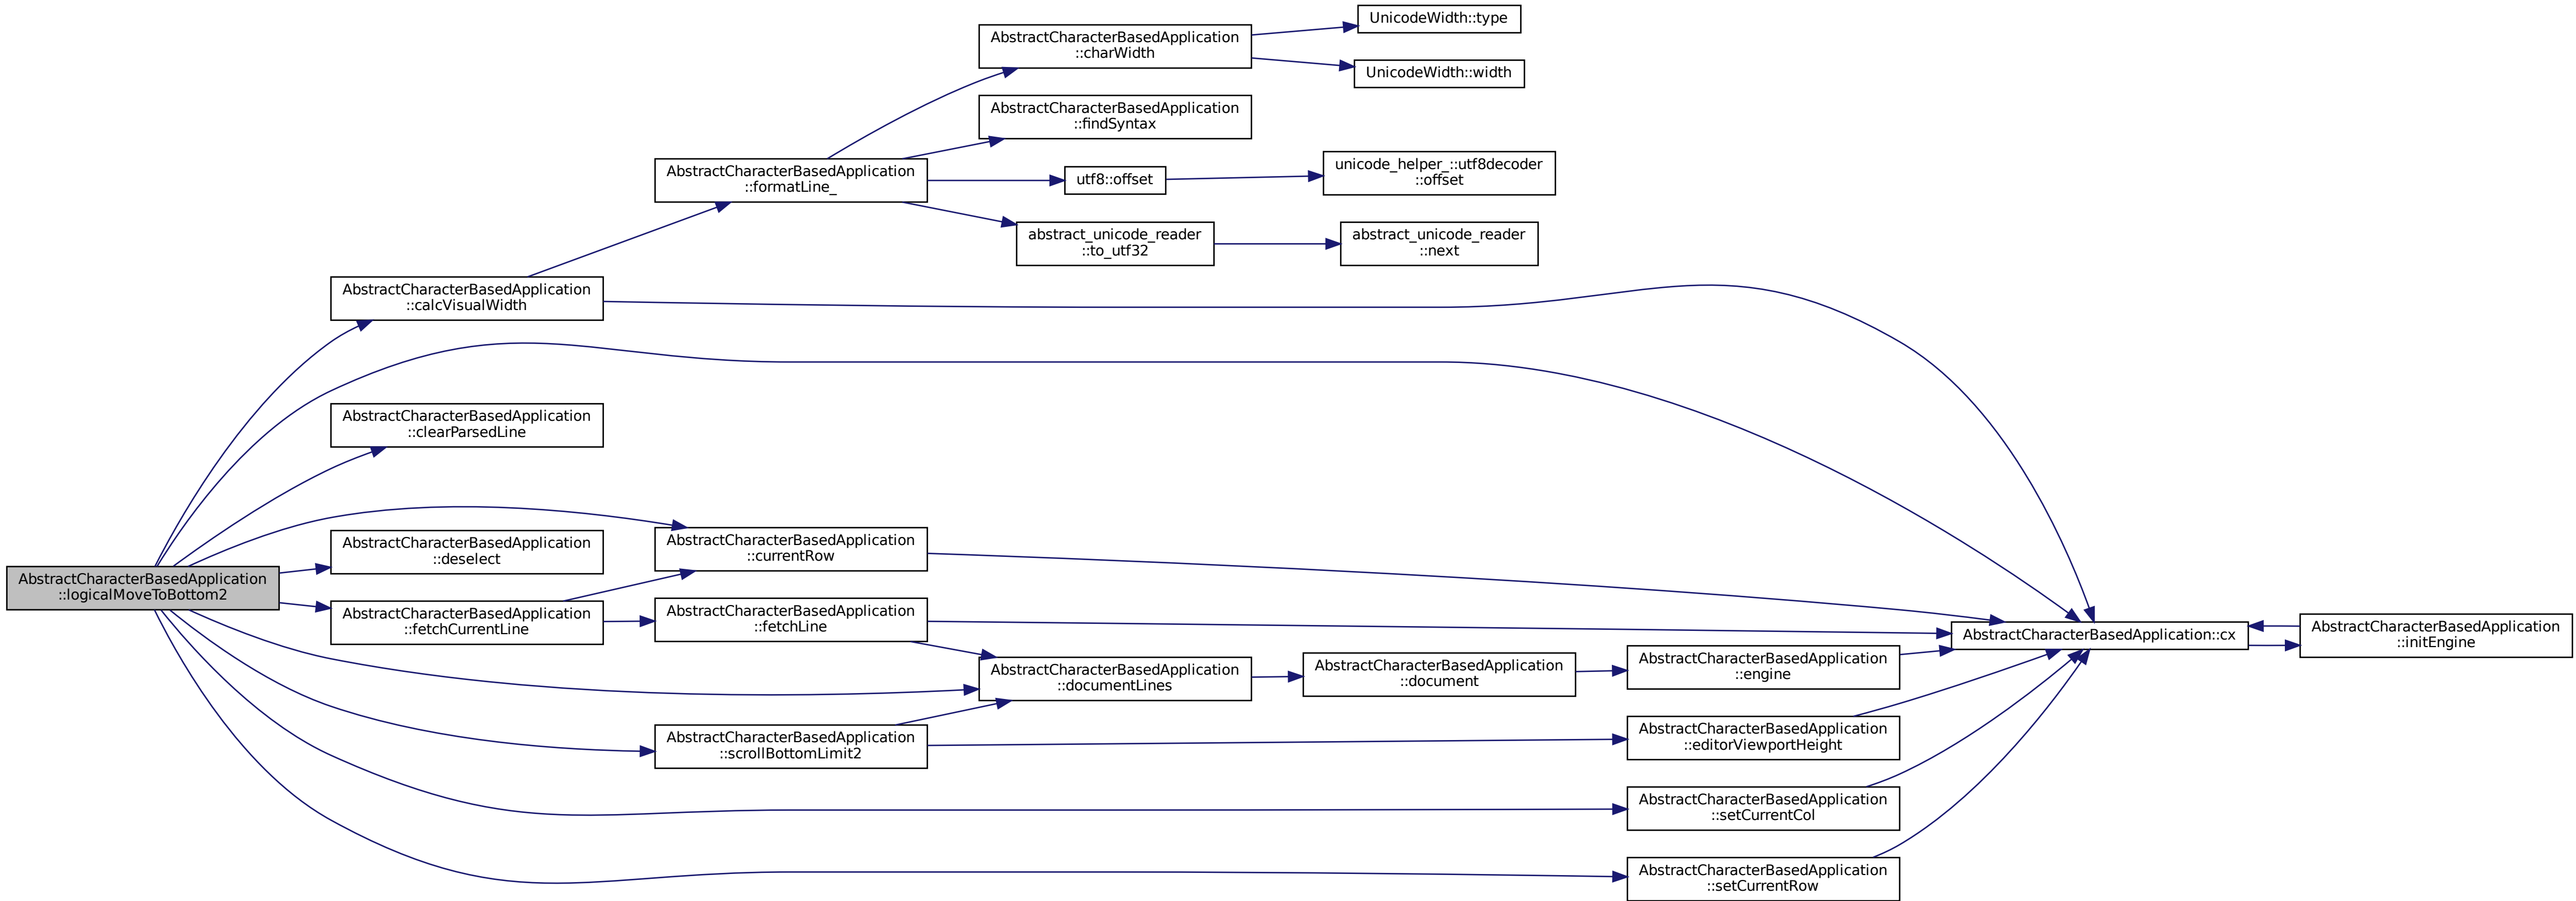 UnicodeWidth::type
AbstractCharacterBasedApplication
::charWidth
UnicodeWidth::width
AbstractCharacterBasedApplication
::findSyntax
AbstractCharacterBasedApplication
::formatLine_
utf8::offset
unicode_helper_::utf8decoder
::offset
abstract_unicode_reader
::to_utf32
abstract_unicode_reader
::next
AbstractCharacterBasedApplication
::calcVisualWidth
AbstractCharacterBasedApplication
::clearParsedLine
AbstractCharacterBasedApplication
::deselect
AbstractCharacterBasedApplication
::currentRow
AbstractCharacterBasedApplication
::logicalMoveToBottom2
AbstractCharacterBasedApplication
::fetchCurrentLine
AbstractCharacterBasedApplication
::fetchLine
AbstractCharacterBasedApplication::cx
AbstractCharacterBasedApplication
::initEngine
AbstractCharacterBasedApplication
::documentLines
AbstractCharacterBasedApplication
::document
AbstractCharacterBasedApplication
::engine
AbstractCharacterBasedApplication
::scrollBottomLimit2
AbstractCharacterBasedApplication
::editorViewportHeight
AbstractCharacterBasedApplication
::setCurrentCol
AbstractCharacterBasedApplication
::setCurrentRow